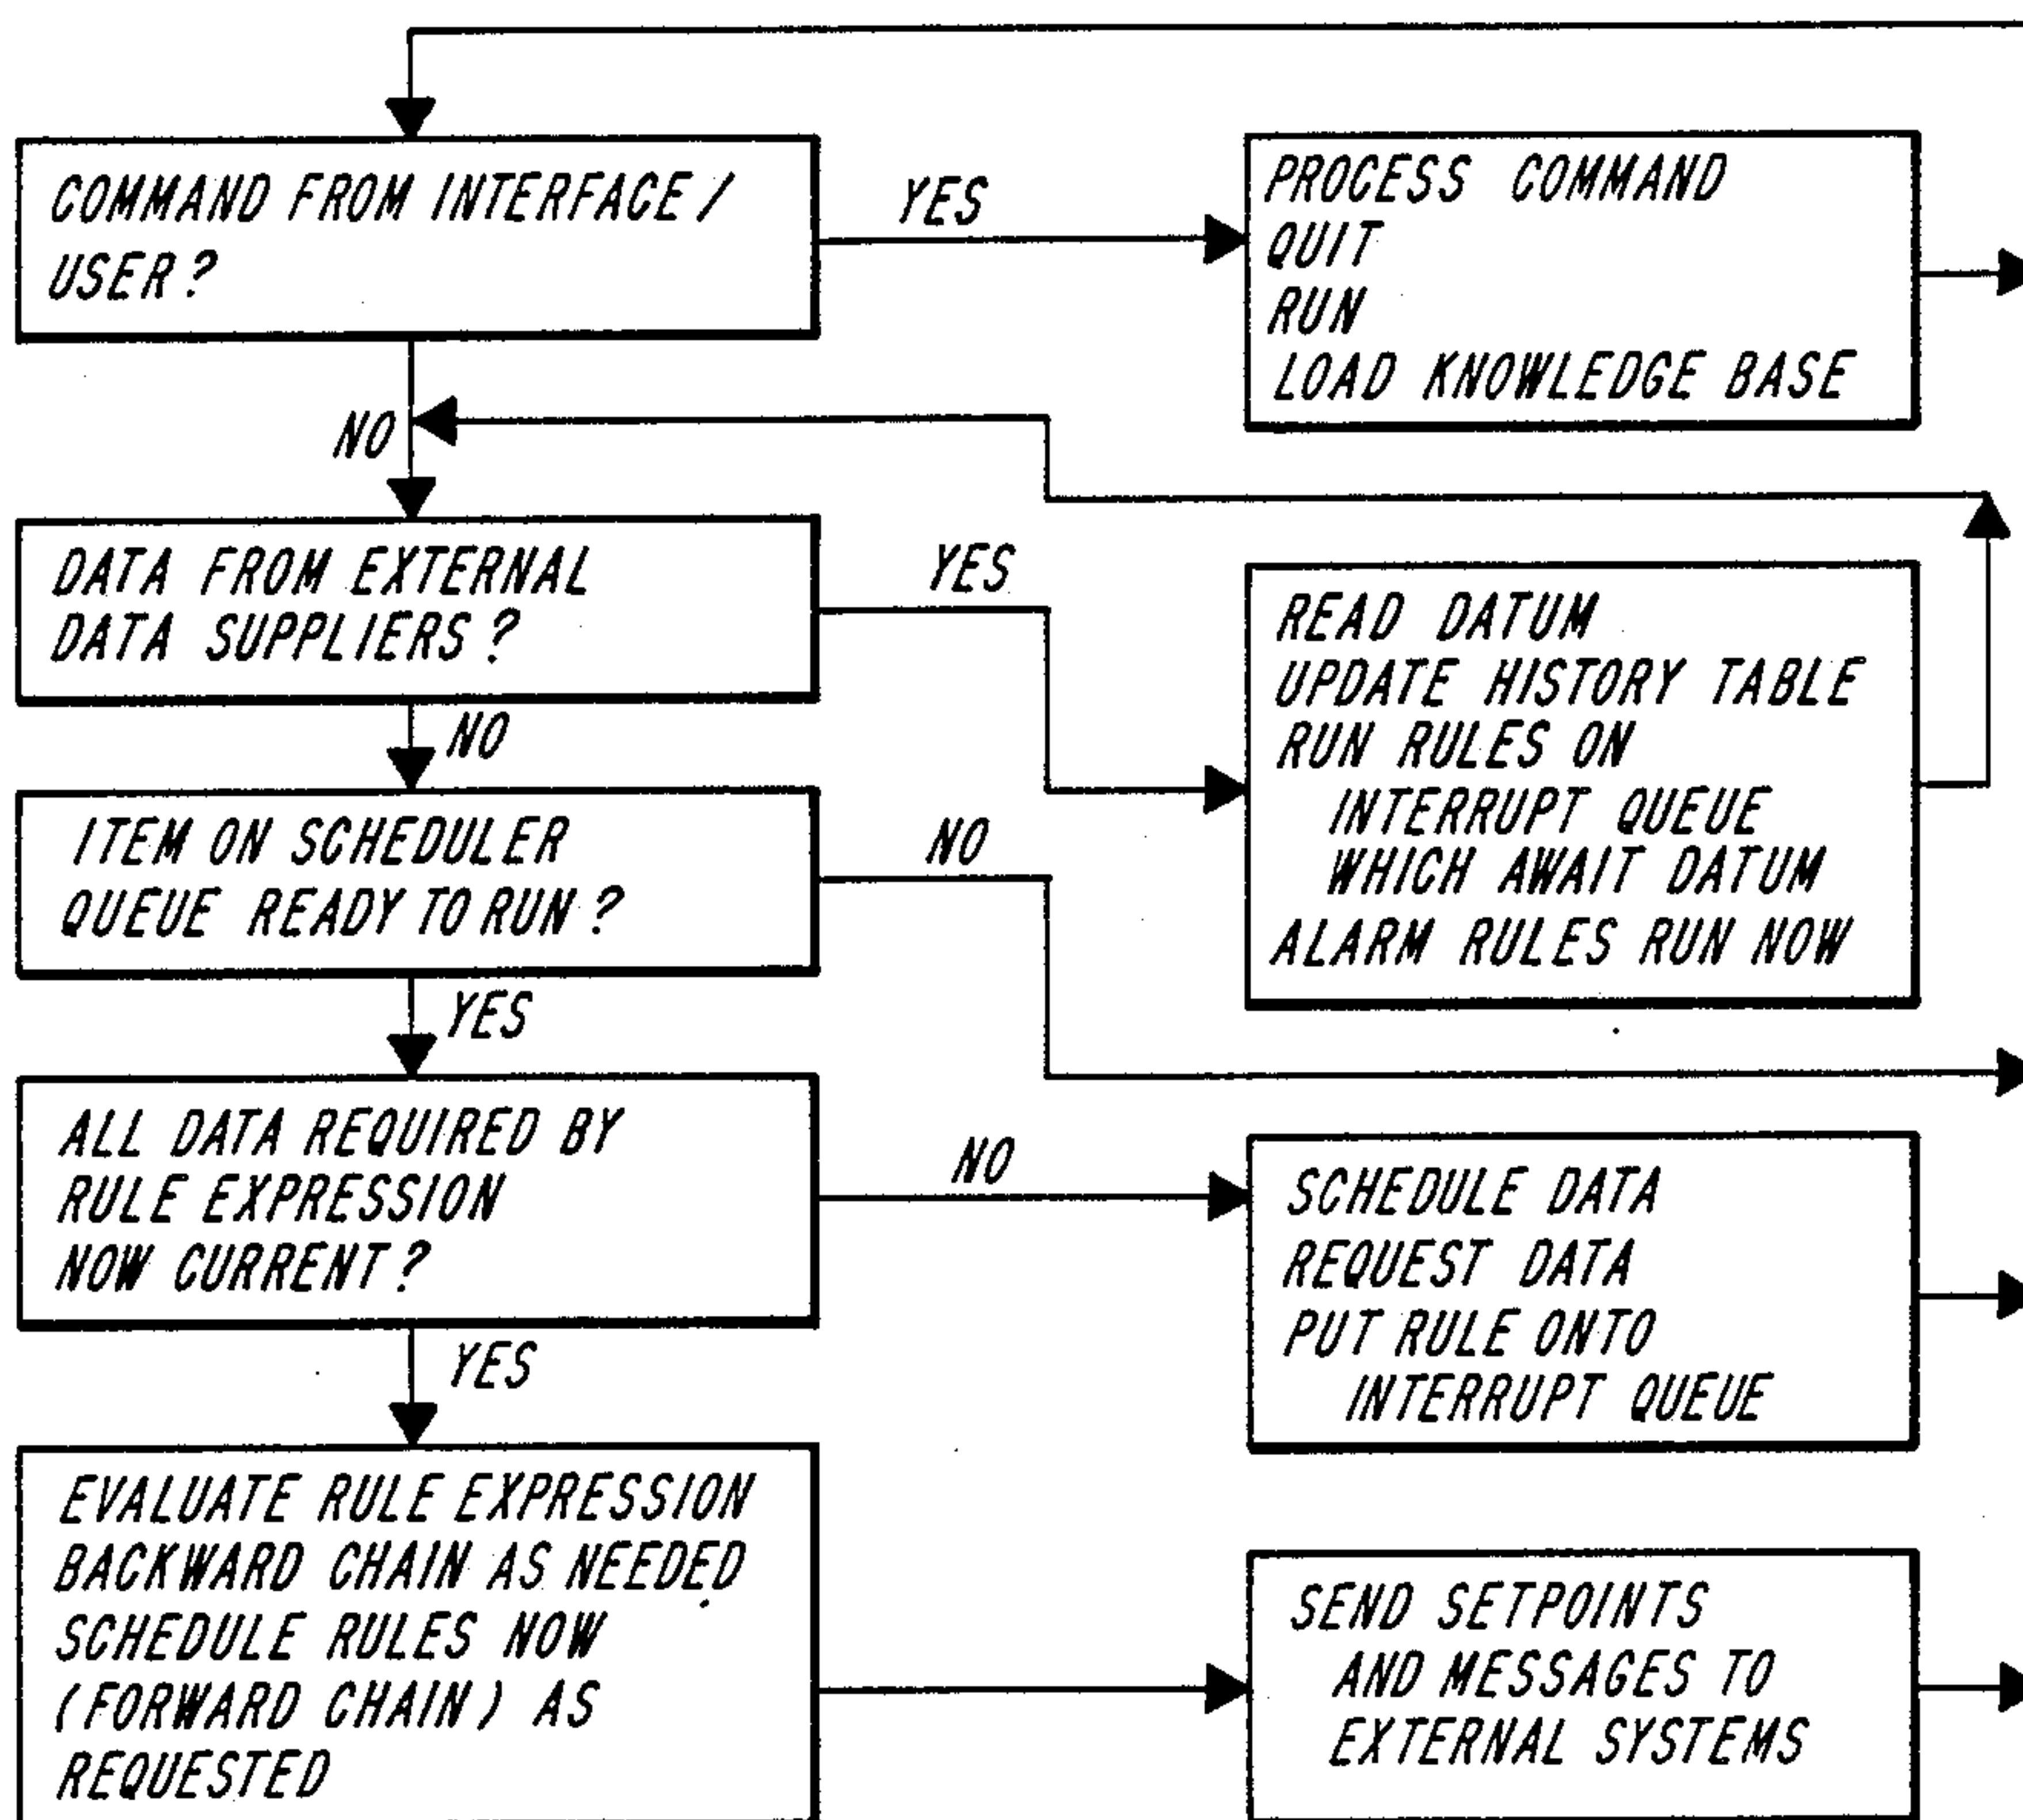 COMMAND FROM INTERFACE /
USER?
YES
PROCESS COMMAND
QUIT
RUN
LOAD KNOWLEDGE BASE
NO
DATA FROM EXTERNAL
DATA SUPPLIERS?
YES
READ DATUM
UPDATE HISTORY TABLE
RUN RULES ON
INTERRUPT QUEUE
WHICH AWAIT DATUM
ALARM RULES RUN NOW
NO
ITEM ON SCHEDULER
QUEUE READY TO RUN?
NO
YES
ALL DATA REQUIRED BY
RULE EXPRESSION
NOW CURRENT?
NO
SCHEDULE DATA
REQUEST DATA
PUT RULE ONTO
INTERRUPT QUEUE
YES
EVALUATE RULE EXPRESSION
BACKWARD CHAIN AS NEEDED
SCHEDULE RULES NOW
(FORWARD CHAIN) AS
REQUESTED
SEND SETPOINTS
AND MESSAGES TO
EXTERNAL SYSTEMS